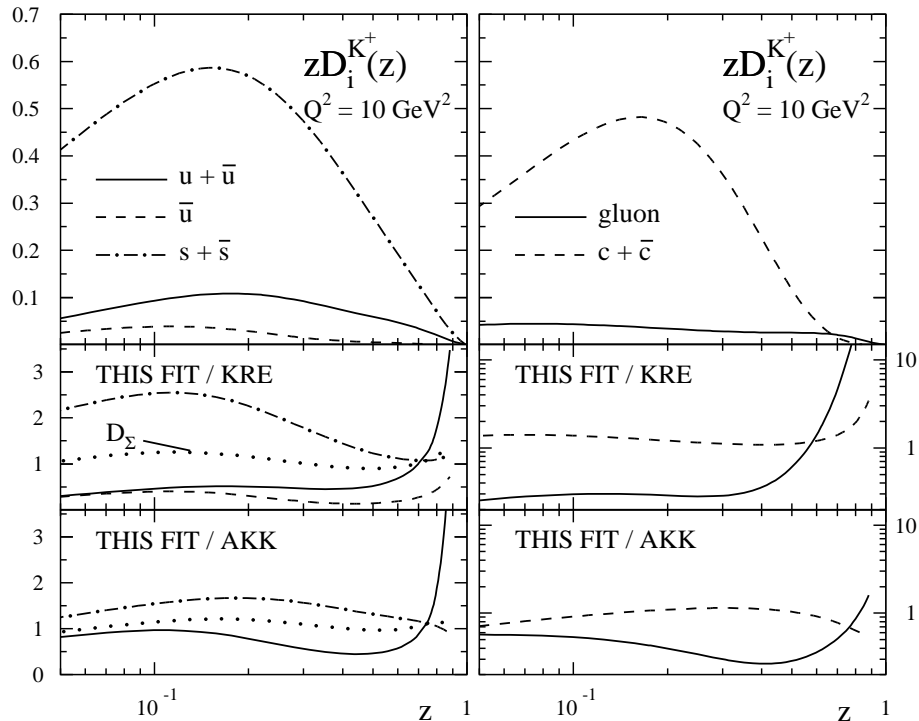 0.7
0.6
0.5
0.4
0.3
0.2
0.1
zD_i^{K^+}(z)
Q^2 = 10 GeV^2
u + ū
ū
s + s̄
zD_i^{K^+}(z)
Q^2 = 10 GeV^2
gluon
c + c̄
3
2
1
THIS FIT / KRE
D_Σ
THIS FIT / KRE
10
1
3
2
1
0
THIS FIT / AKK
THIS FIT / AKK
10
1
10^{-1}
z
1
10^{-1}
z
1